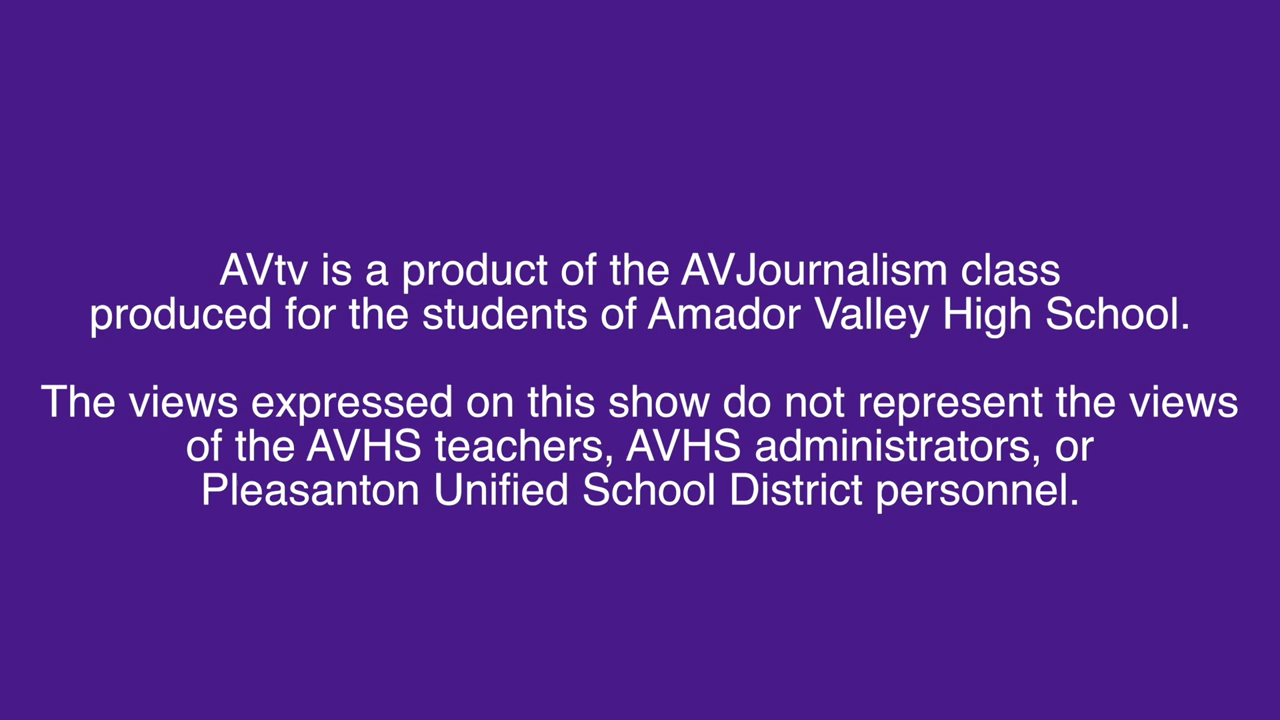 AVtv is a product of the AVJournalism class
produced for the students of Amador Valley High School.
The views expressed on this show do not represent the views
of the AVHS teachers, AVHS administrators, or
Pleasanton Unified School District personnel.